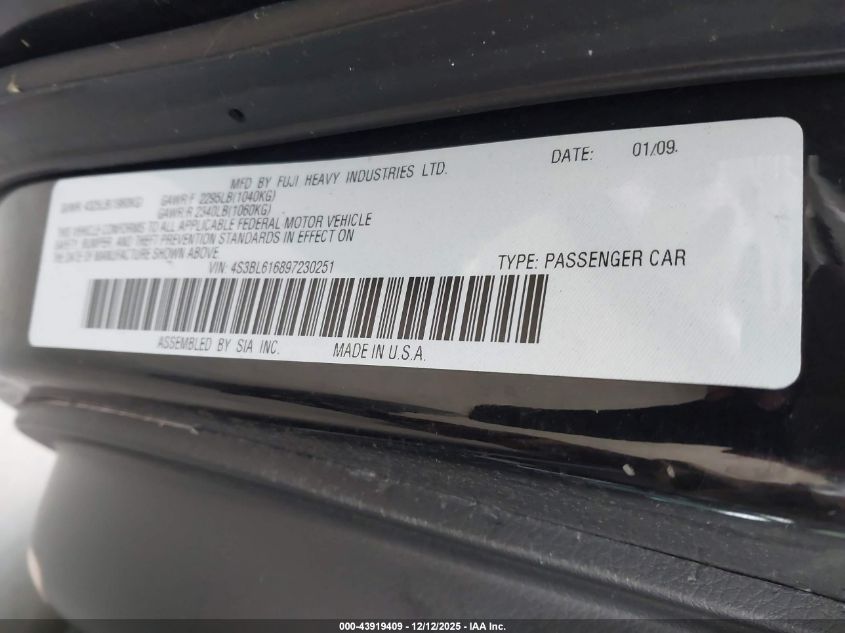 MFD BY FUJI HEAVY INDUSTRIES LTD. DATE: 01/09
GVWR: 4325LB(1960KG) GAWR:F 2295LB(1040KG)
GAWR:R 2340LB(1060KG)
THIS VEHICLE CONFORMS TO ALL APPLICABLE FEDERAL MOTOR VEHICLE
SAFETY, BUMPER, AND THEFT PREVENTION STANDARDS IN EFFECT ON
THE DATE OF MANUFACTURE SHOWN ABOVE.
VIN: 4S3BL616897230251 TYPE: PASSENGER CAR
ASSEMBLED BY SIA INC. MADE IN U.S.A.
000-43919409 - 12/12/2025 - IAA Inc.